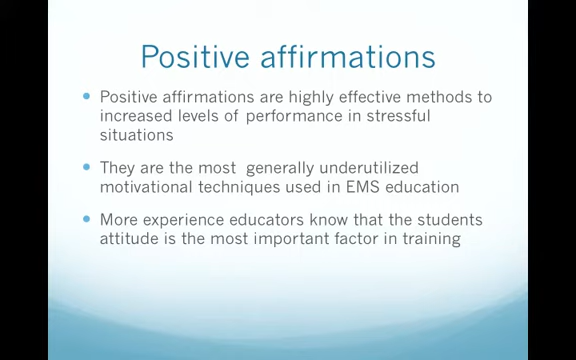 Positive affirmations
• Positive affirmations are highly effective methods to
increased levels of performance in stressful
situations
• They are the most generally underutilized
motivational techniques used in EMS education
• More experience educators know that the students
attitude is the most important factor in training